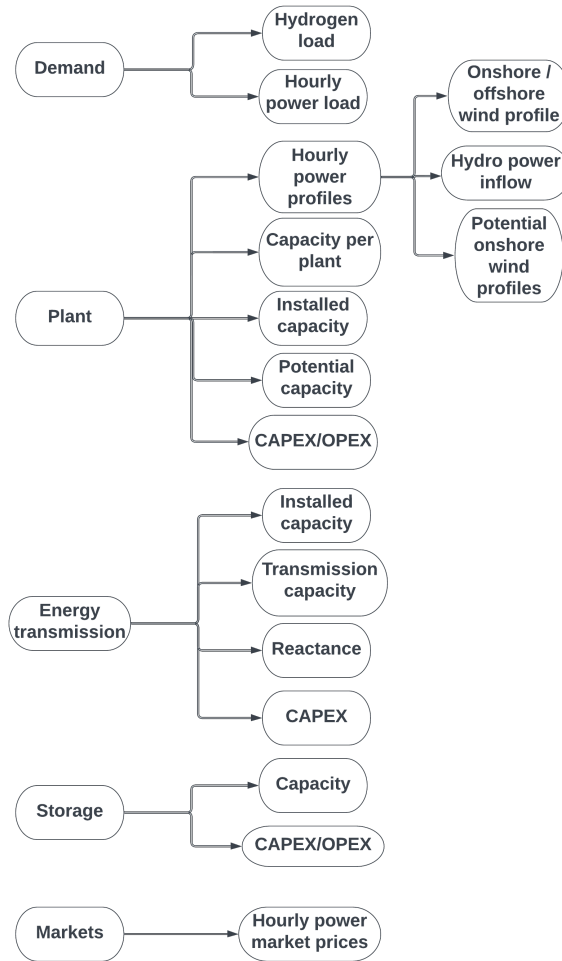 Hydrogen
load
Demand
Hourly
power load
Onshore /
offshore
wind profile
Hourly
power
profiles
Hydro power
inflow
Potential
onshore
wind
profiles
Capacity per
plant
Plant
Installed
capacity
Potential
capacity
CAPEX/OPEX
Installed
capacity
Transmission
capacity
Energy
transmission
Reactance
CAPEX
Capacity
Storage
CAPEX/OPEX
Markets
Hourly power
market prices